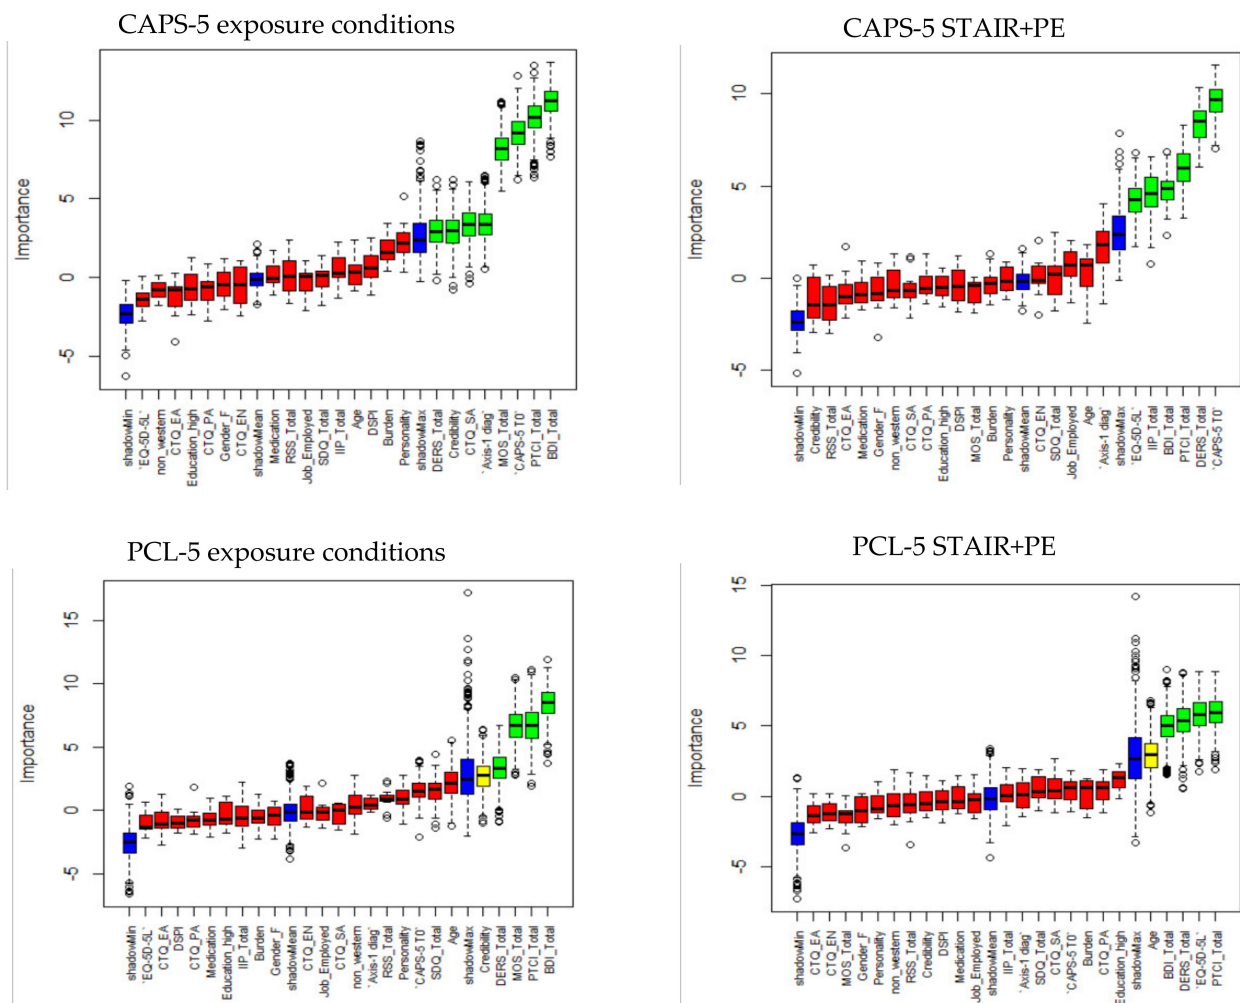 CAPS-5 exposure conditions
Importance
10
5
0
-5
shadowMin
`EQ-5D-5L`
non_western
CTQ_EA
Education_high
CTQ_PA
Gender_F
CTQ_EN
shadowMean
Medication
RSS_Total
Job_Employed
SDQ_Total
IIP_Total
Age
DSPI
Burden
Personality
shadowMax
DERS_Total
Credibility
CTQ_SA
`Axis-1 diag`
MOS_Total
`CAPS-5 T0`
PTCI_Total
BDI_Total
CAPS-5 STAIR+PE
Importance
10
5
0
-5
shadowMin
Credibility
RSS_Total
CTQ_EA
Medication
Gender_F
non_western
CTQ_SA
CTQ_PA
Education_high
DSPI
MOS_Total
Burden
Personality
shadowMean
CTQ_EN
SDQ_Total
Job_Employed
Age
`Axis-1 diag`
shadowMax
`EQ-5D-5L`
IIP_Total
BDI_Total
PTCI_Total
DERS_Total
`CAPS-5 T0`
PCL-5 exposure conditions
Importance
15
10
5
0
-5
shadowMin
`EQ-5D-5L`
CTQ_EA
DSPI
CTQ_PA
Medication
Education_high
IIP_Total
Burden
Gender_F
shadowMean
CTQ_EN
Job_Employed
CTQ_SA
non_western
`Axis-1 diag`
RSS_Total
Personality
`CAPS-5 T0`
SDQ_Total
Age
shadowMax
Credibility
DERS_Total
MOS_Total
PTCI_Total
BDI_Total
PCL-5 STAIR+PE
Importance
15
10
5
0
-5
shadowMin
CTQ_EA
CTQ_EN
MOS_Total
Gender_F
Personality
non_western
RSS_Total
Credibility
DSPI
Medication
Job_Employed
shadowMean
IIP_Total
`Axis-1 diag`
SDQ_Total
CTQ_SA
`CAPS-5 T0`
Burden
CTQ_PA
Education_high
shadowMax
Age
BDI_Total
DERS_Total
`EQ-5D-5L`
PTCI_Total